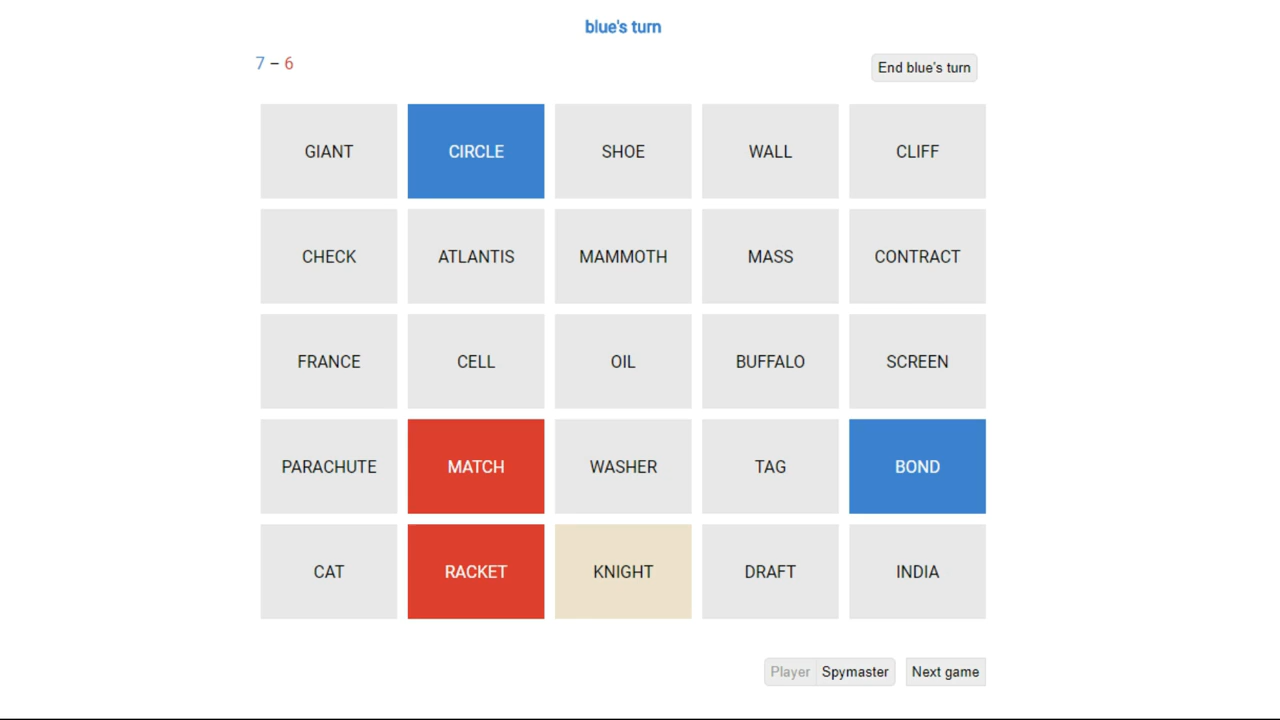 blue's turn
7 – 6
End blue's turn
GIANT CIRCLE SHOE WALL CLIFF
CHECK ATLANTIS MAMMOTH MASS CONTRACT
FRANCE CELL OIL BUFFALO SCREEN
PARACHUTE MATCH WASHER TAG BOND
CAT RACKET KNIGHT DRAFT INDIA
Player Spymaster Next game